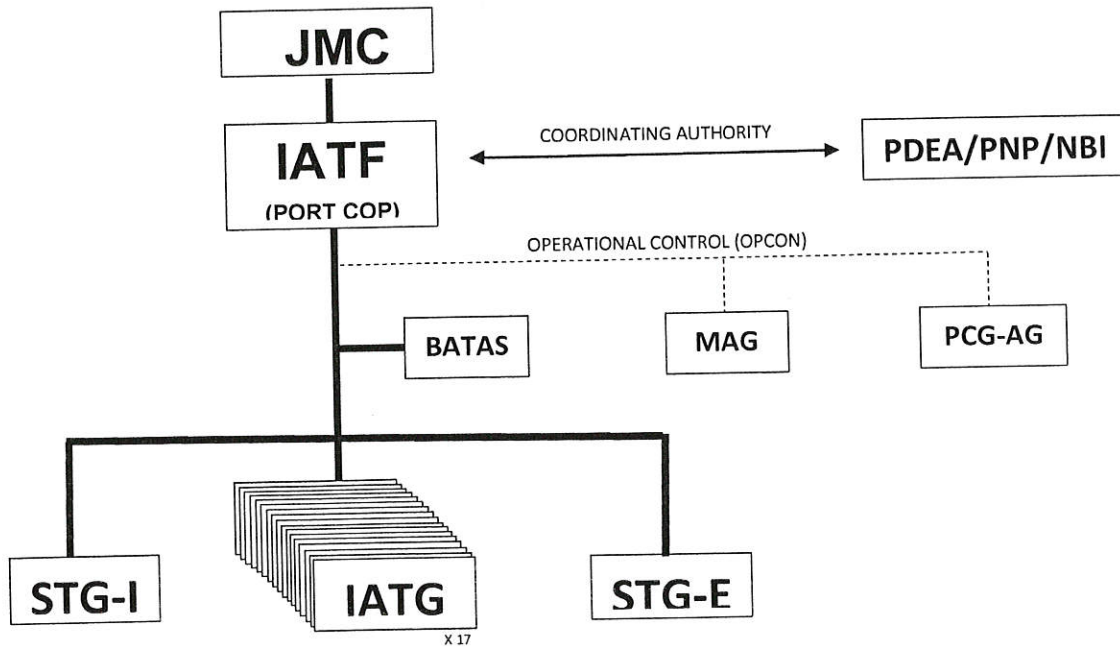 JMC
IATF
(PORT COP)
COORDINATING AUTHORITY
PDEA/PNP/NBI
OPERATIONAL CONTROL (OPCON)
BATAS
MAG
PCG-AG
STG-I
IATG
X 17
STG-E